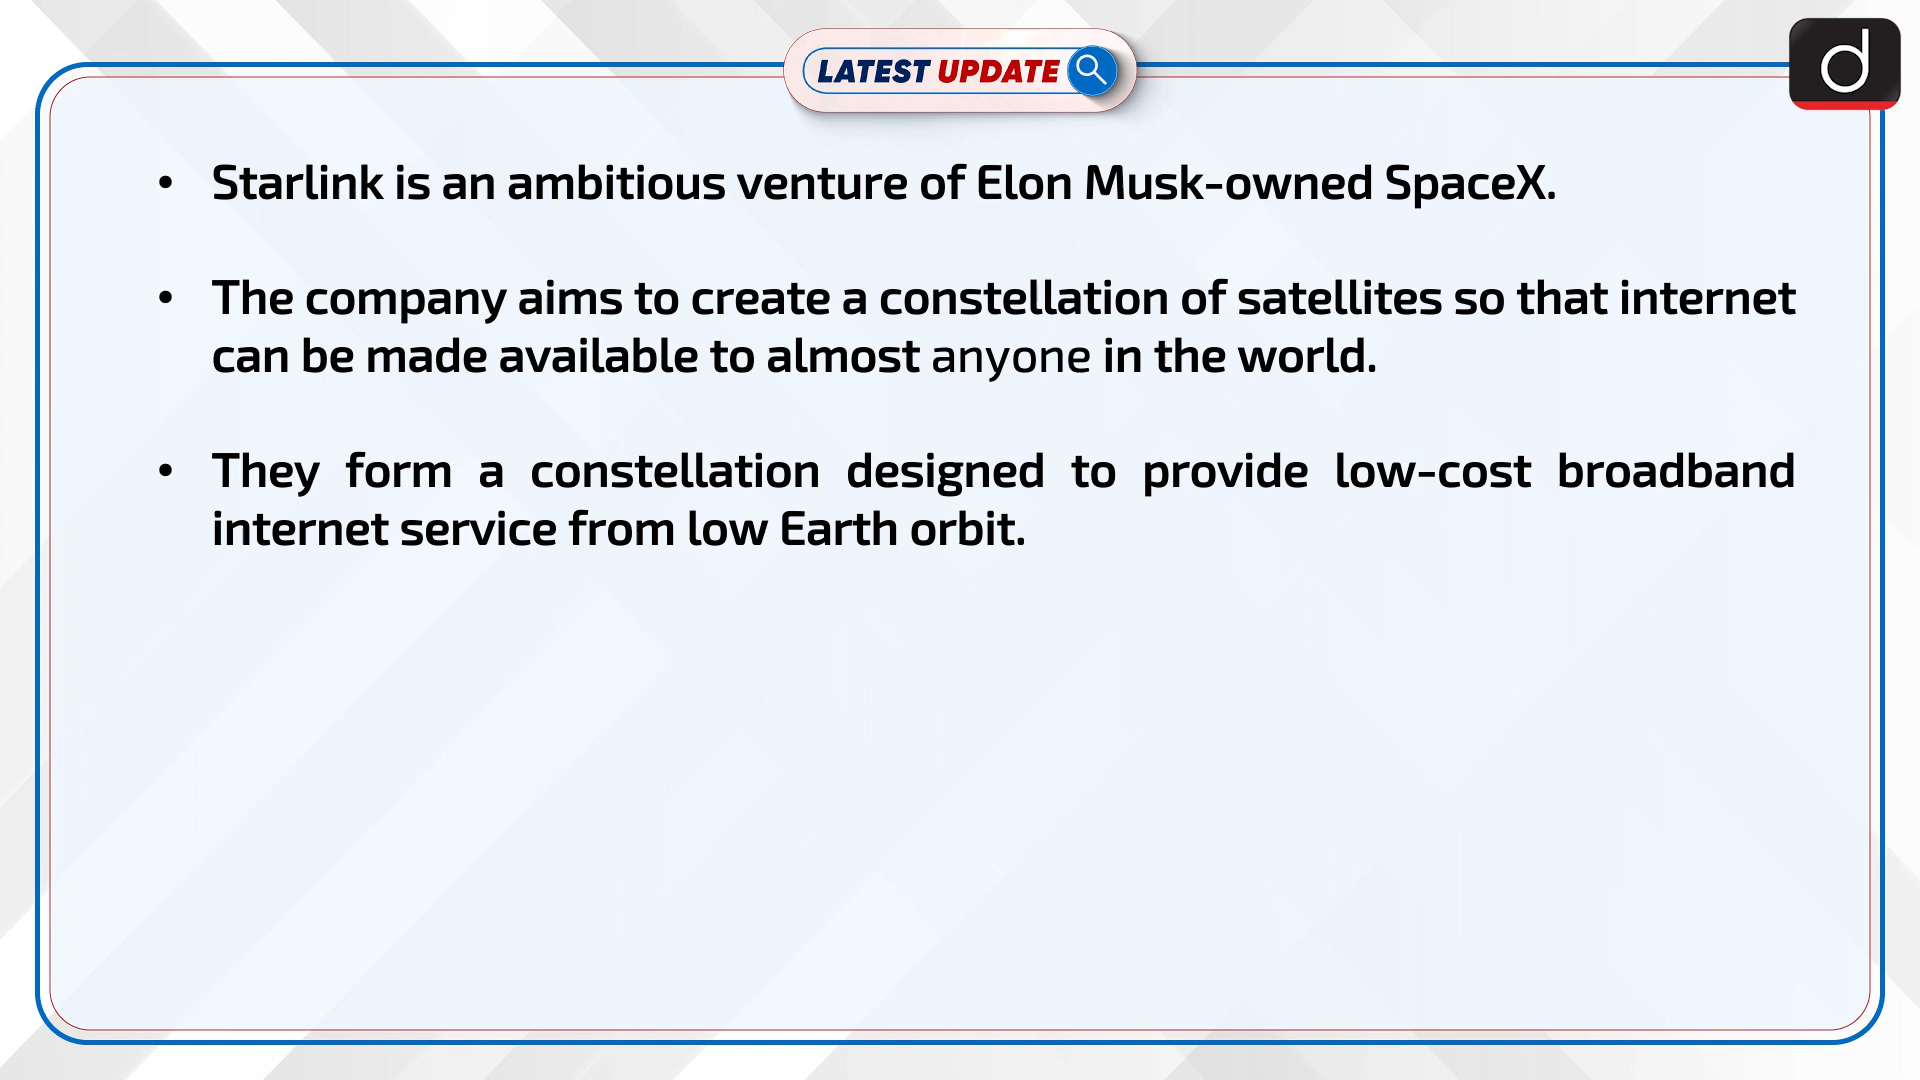 LATEST UPDATE
d
• Starlink is an ambitious venture of Elon Musk-owned SpaceX.
• The company aims to create a constellation of satellites so that internet
can be made available to almost anyone in the world.
• They form a constellation designed to provide low-cost broadband
internet service from low Earth orbit.